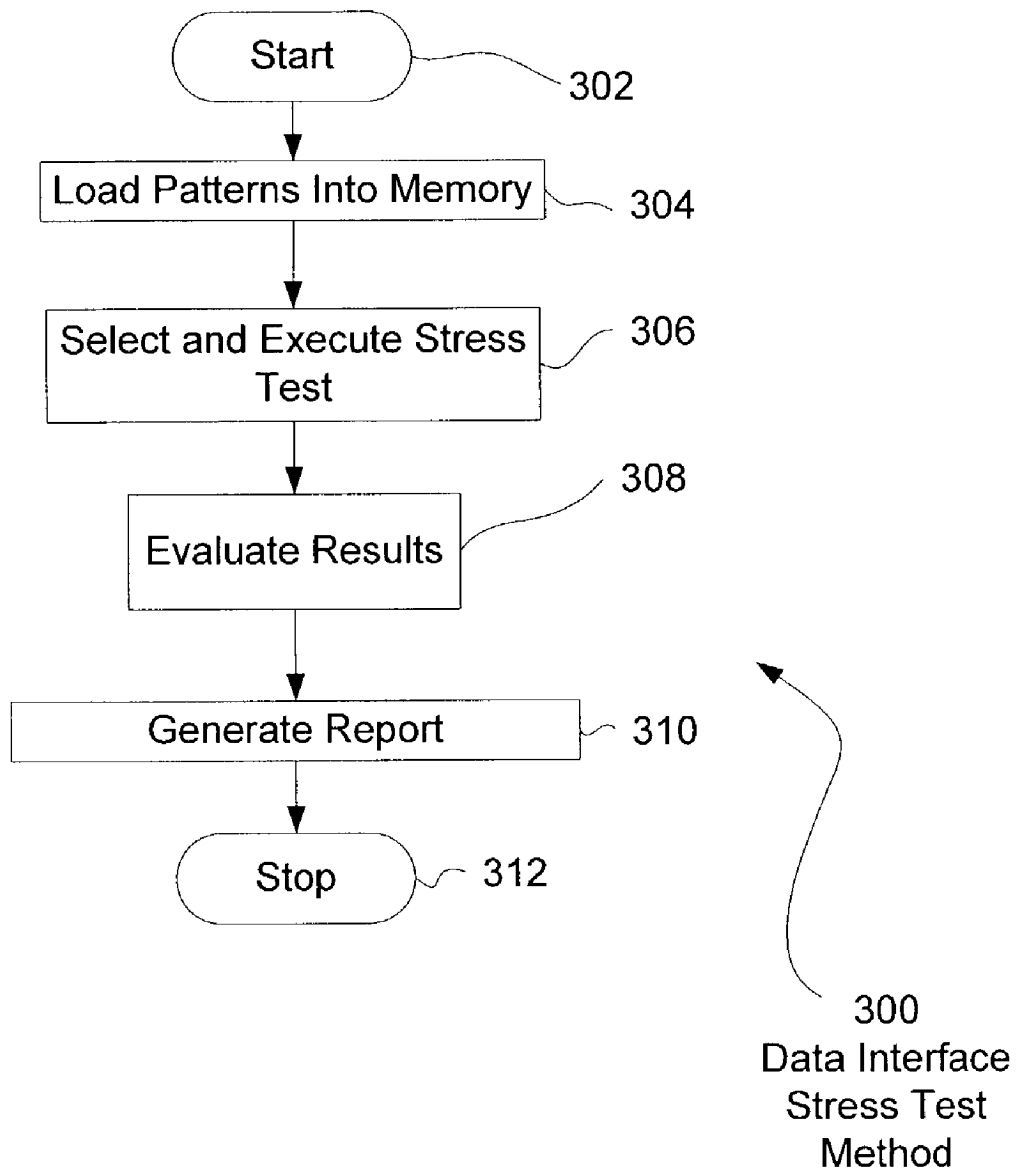 Start
302
Load Patterns Into Memory
304
Select and Execute Stress
Test
306
308
Evaluate Results
Generate Report
310
Stop
312
300
Data Interface
Stress Test
Method